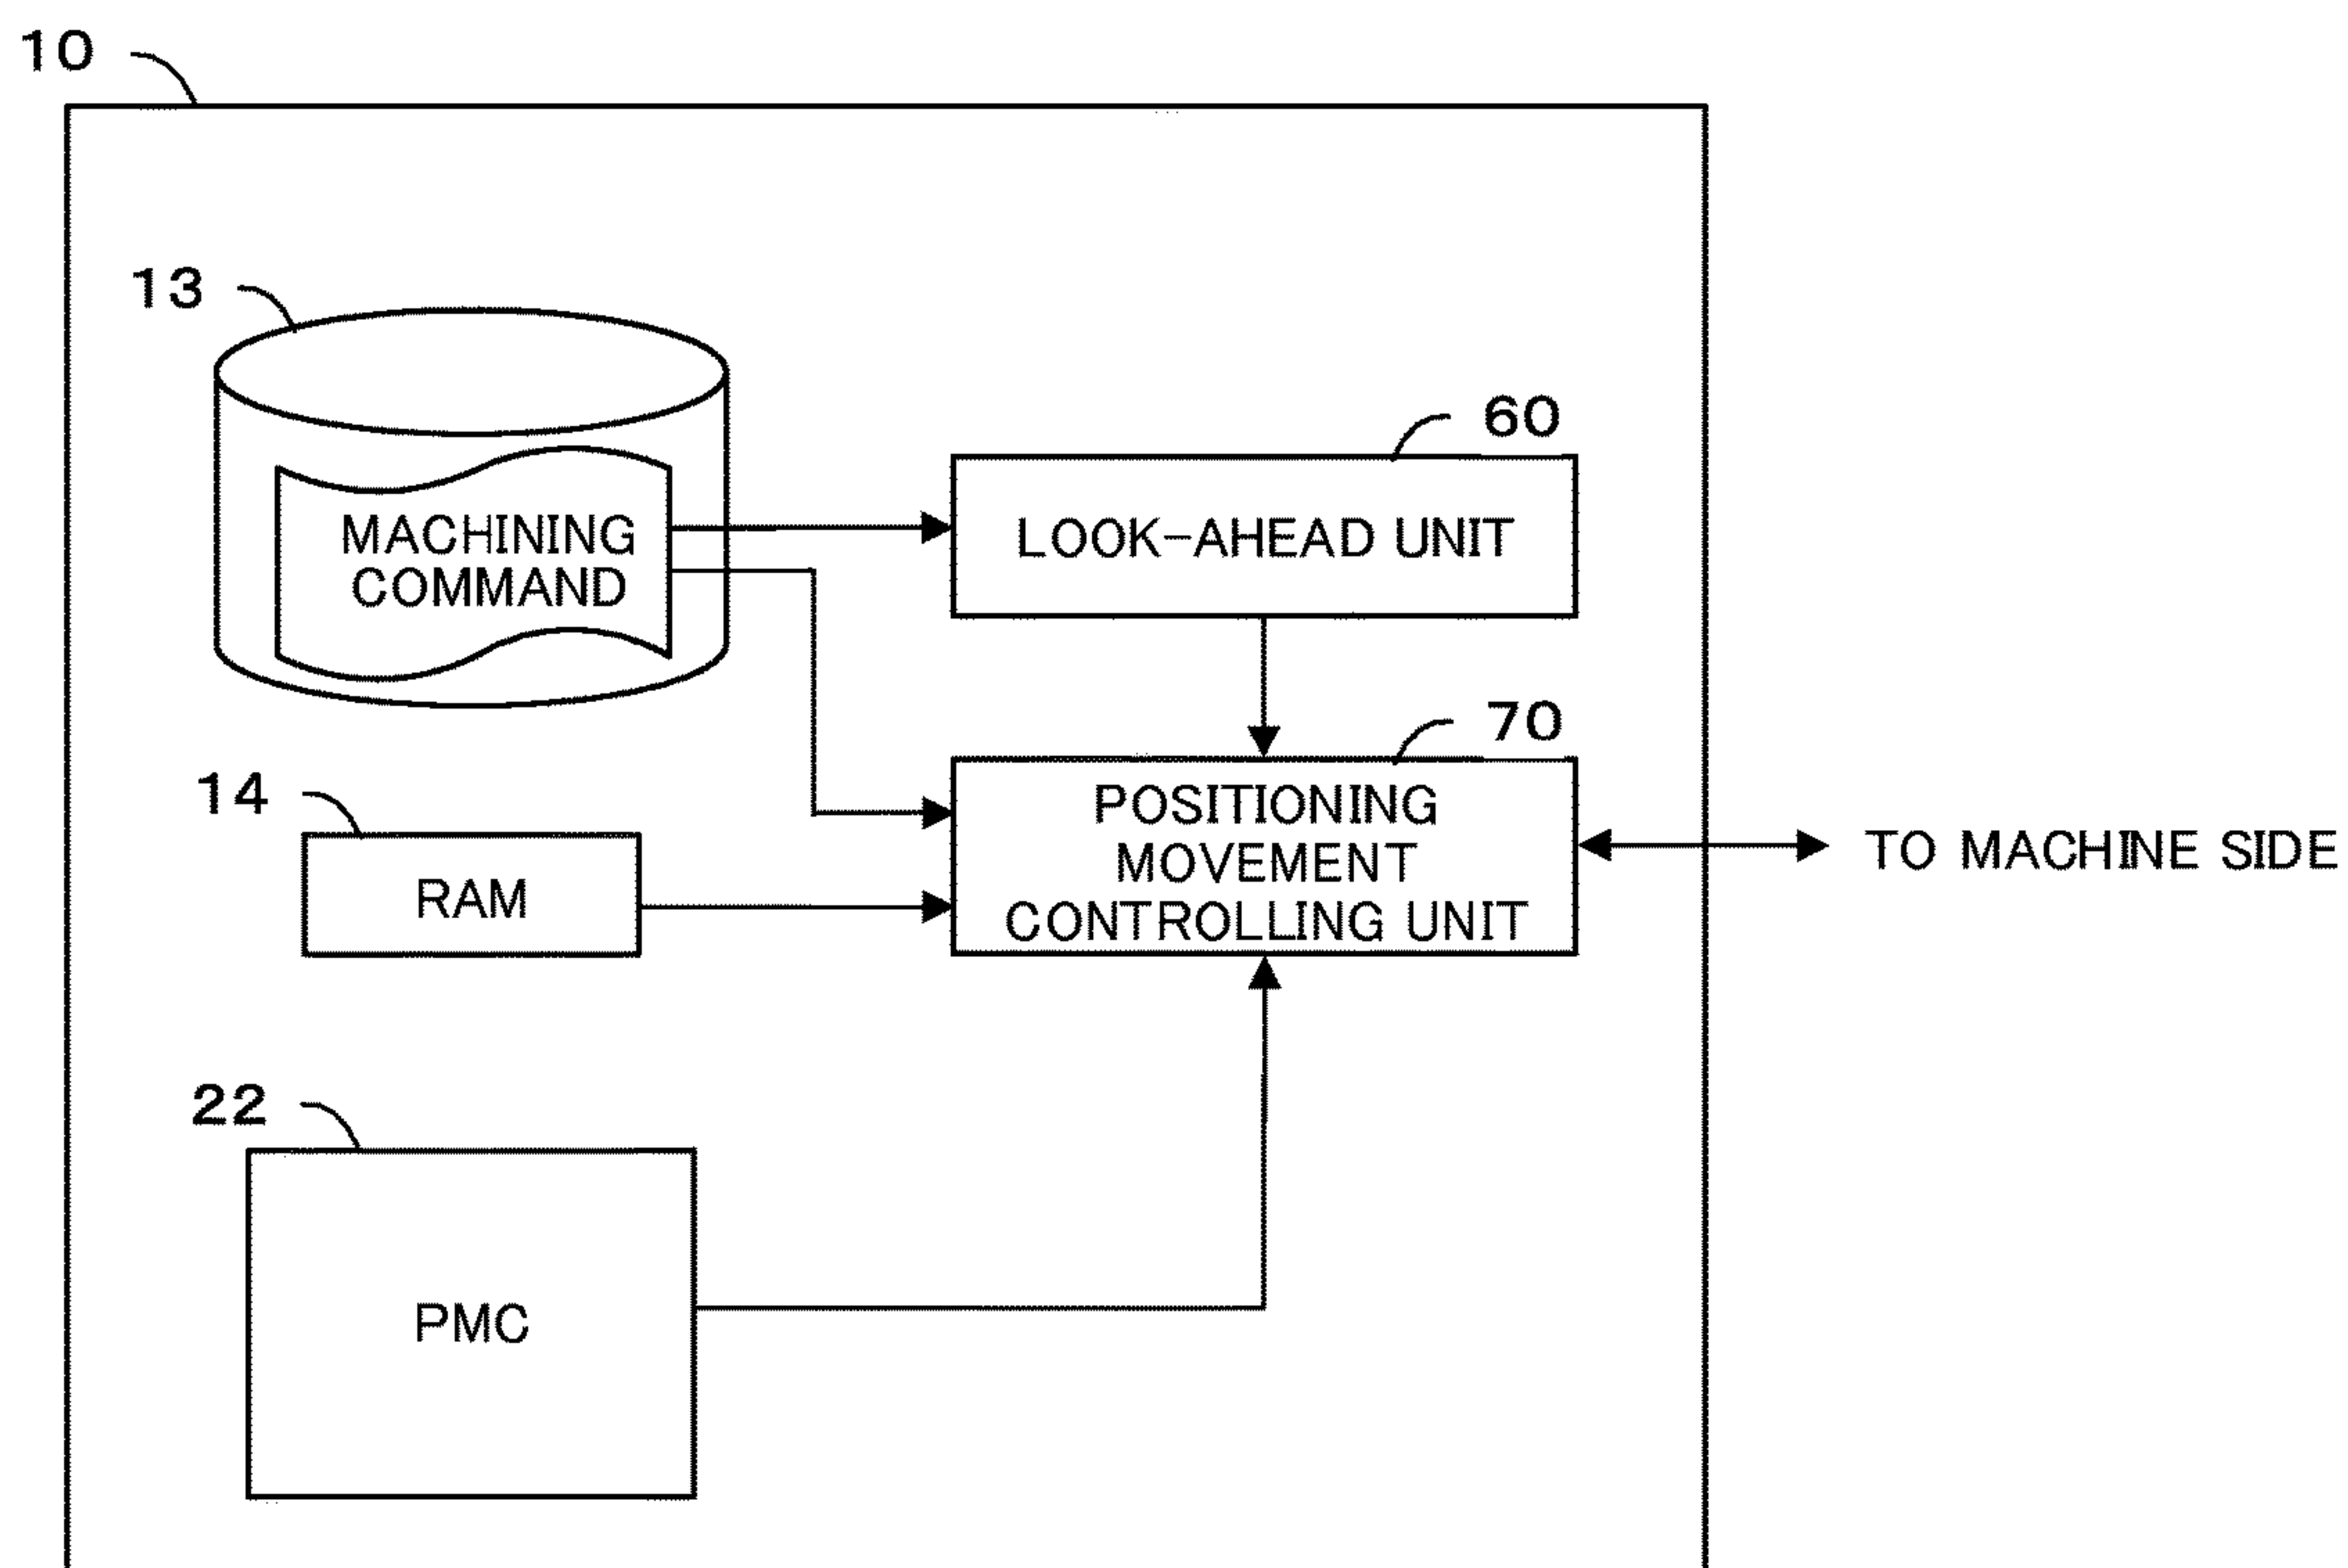 10
13
60
MACHINING
COMMAND
LOOK-AHEAD UNIT
70
14
POSITIONING
MOVEMENT
CONTROLLING UNIT
TO MACHINE SIDE
RAM
22
PMC